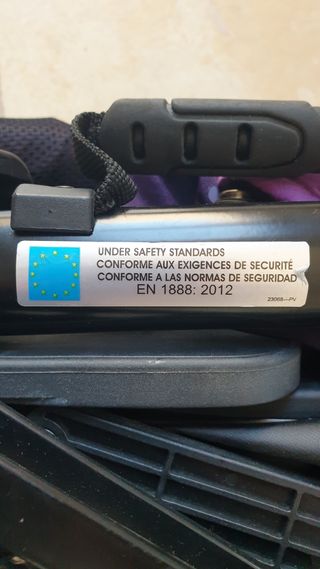 UNDER SAFETY STANDARDS
CONFORME AUX EXIGENCES DE SECURITÉ
CONFORME A LAS NORMAS DE SEGURIDAD
EN 1888: 2012
23068---PV